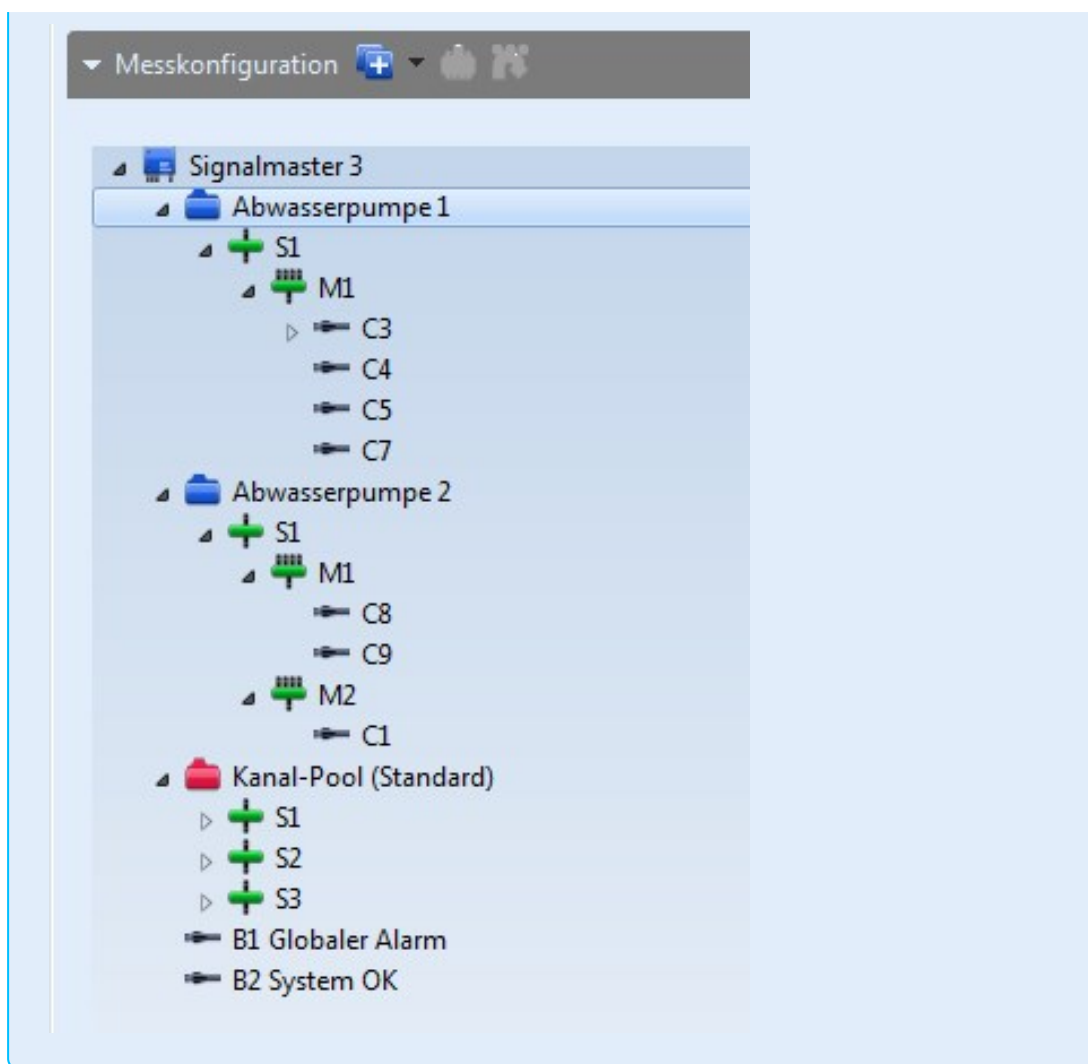 Messkonfiguration
Signalmaster 3
Abwasserpumpe 1
S1
M1
C3
C4
C5
C7
Abwasserpumpe 2
S1
M1
C8
C9
M2
C1
Kanal-Pool (Standard)
S1
S2
S3
B1 Globaler Alarm
B2 System OK